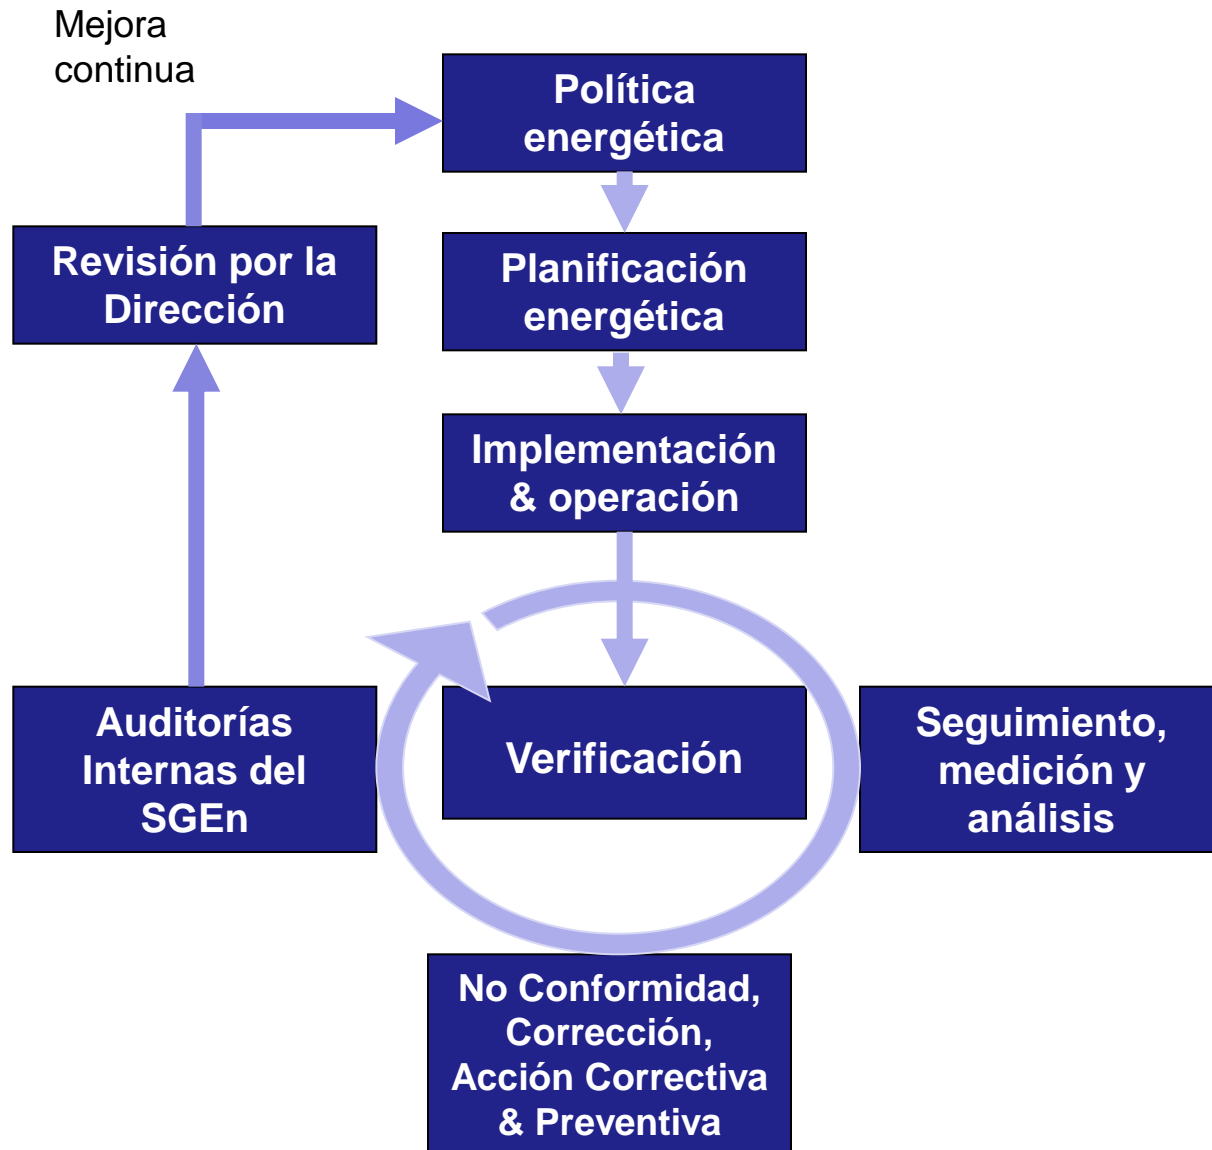 Mejora
continua
Política
energética
Revisión por la
Dirección
Planificación
energética
Implementación
& operación
Auditorías
Internas del
SGEn
Verificación
Seguimiento,
medición y
análisis
No Conformidad,
Corrección,
Acción Correctiva
& Preventiva